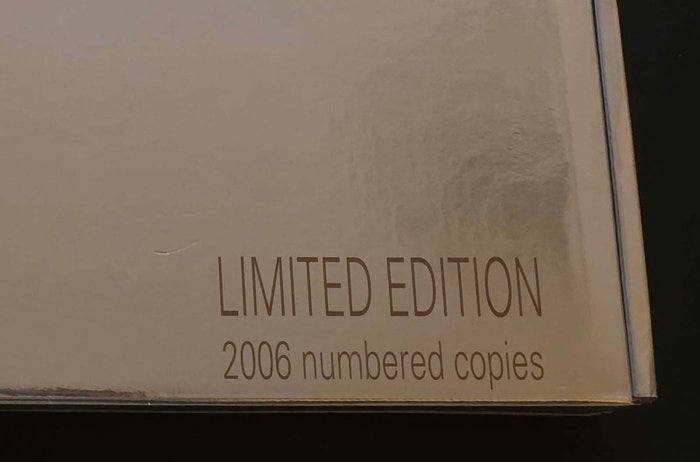 LIMITED EDITION
2006 numbered copies